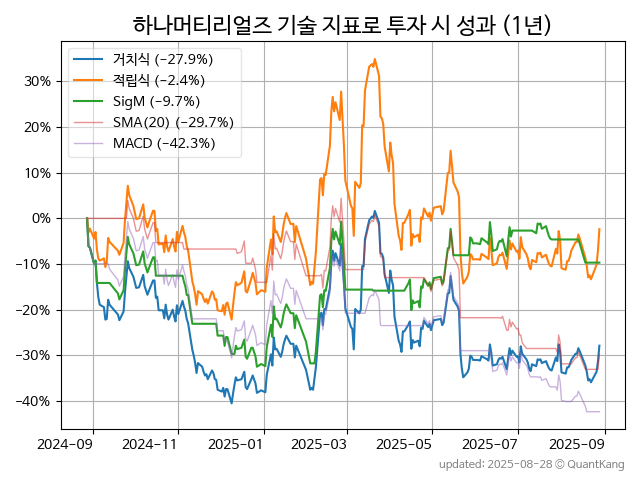 하나머티리얼즈 기술 지표로 투자 시 성과 (1년)
거치식 (−27.9%)
적립식 (−2.4%)
SigM (−9.7%)
SMA(20) (−29.7%)
MACD (−42.3%)
30%
20%
10%
0%
−10%
−20%
−30%
−40%
2024-09
2024-11
2025-01
2025-03
2025-05
2025-07
2025-09
updated: 2025-08-28 © QuantKang